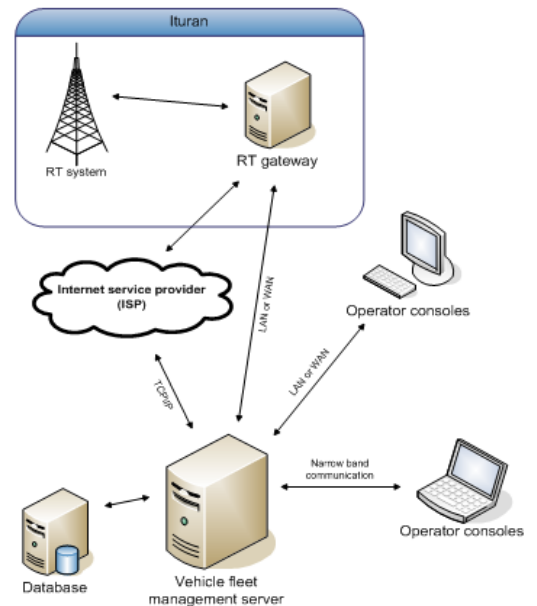 Ituran
RT system
RT gateway
Internet service provider
(ISP)
LAN or WAN
Operator consoles
LAN or WAN
TCP/IP
Narrow band
communication
Operator consoles
Database
Vehicle fleet
management server